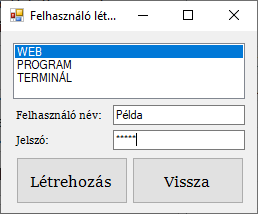 Felhasználó lét...
WEB
PROGRAM
TERMINÁL
Felhasználó név: Példa
Jelszó: *****
Létrehozás Vissza